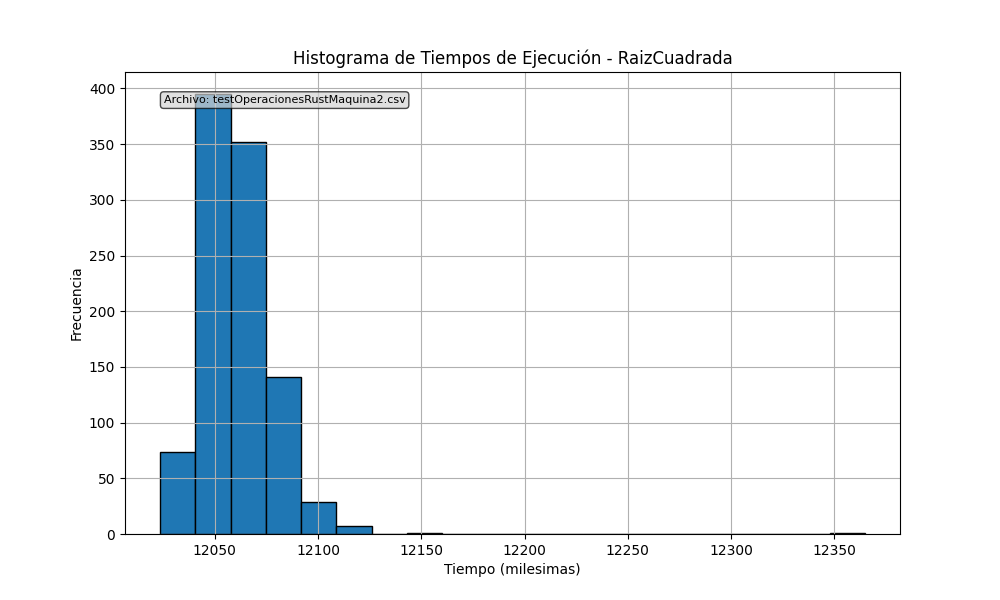 Histograma de Tiempos de Ejecución - RaizCuadrada
Archivo: testOperacionesRustMaquina2.csv
400
350
300
250
200
150
100
50
0
Frecuencia
12050 12100 12150 12200 12250 12300 12350
Tiempo (milesimas)